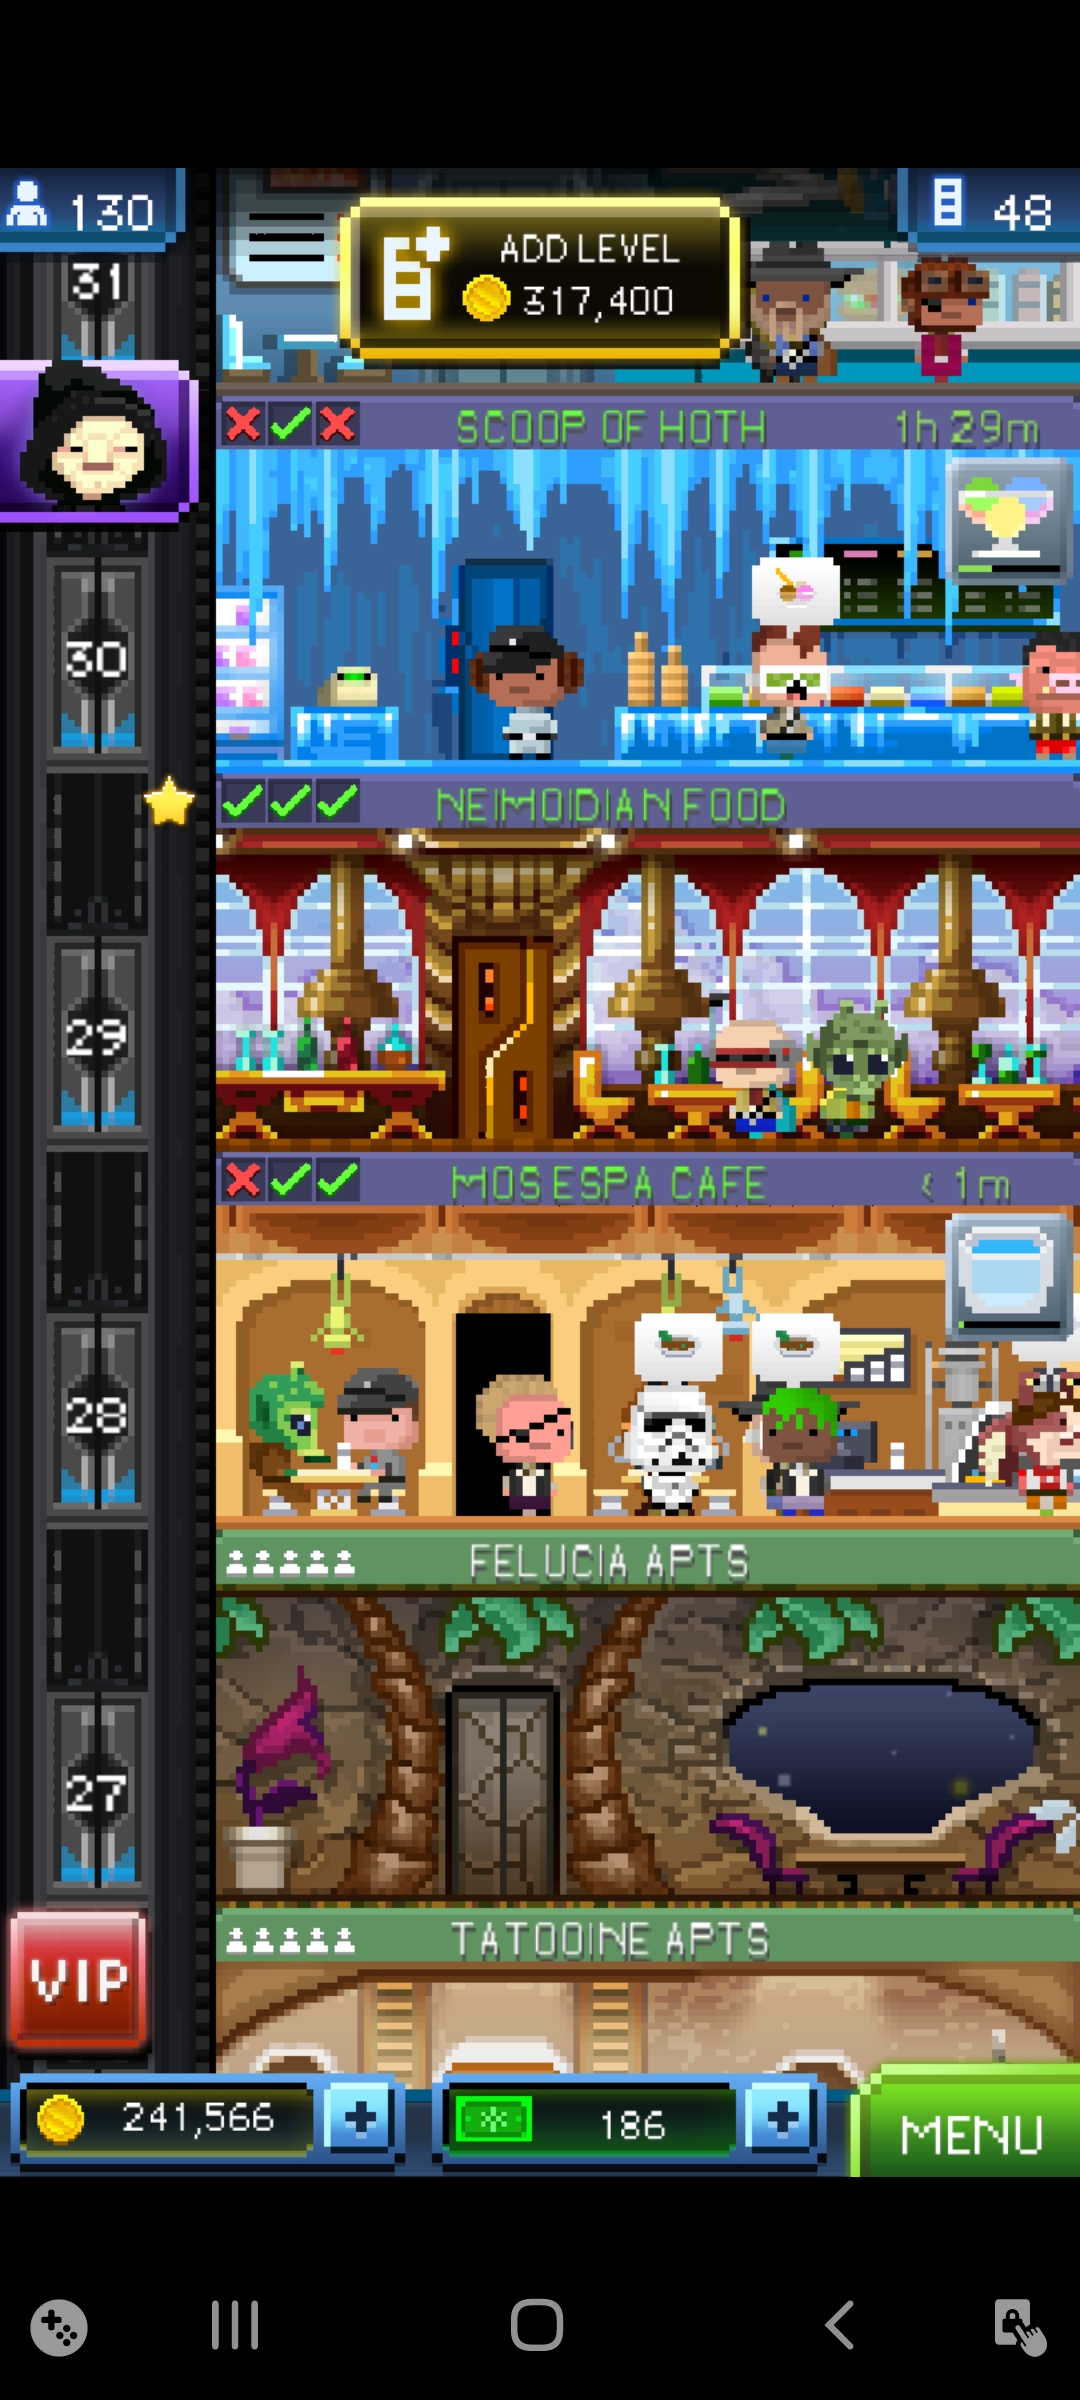 130
31
ADD LEVEL
317,400
48
SCOOP OF HOTH
1h 29m
30
NEIMOIDIAN FOOD
29
MOS ESPA CAFE
< 1m
28
FELUCIA APTS
27
TATOOINE APTS
VIP
241,566
186
MENU